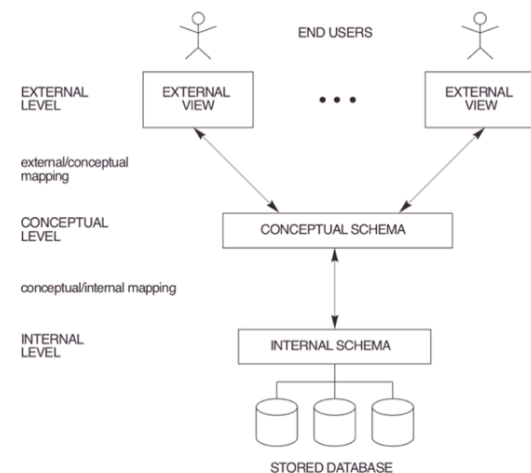 END USERS
EXTERNAL
LEVEL
EXTERNAL
VIEW
EXTERNAL
VIEW
external/conceptual
mapping
CONCEPTUAL
LEVEL
CONCEPTUAL SCHEMA
conceptual/internal mapping
INTERNAL
LEVEL
INTERNAL SCHEMA
STORED DATABASE